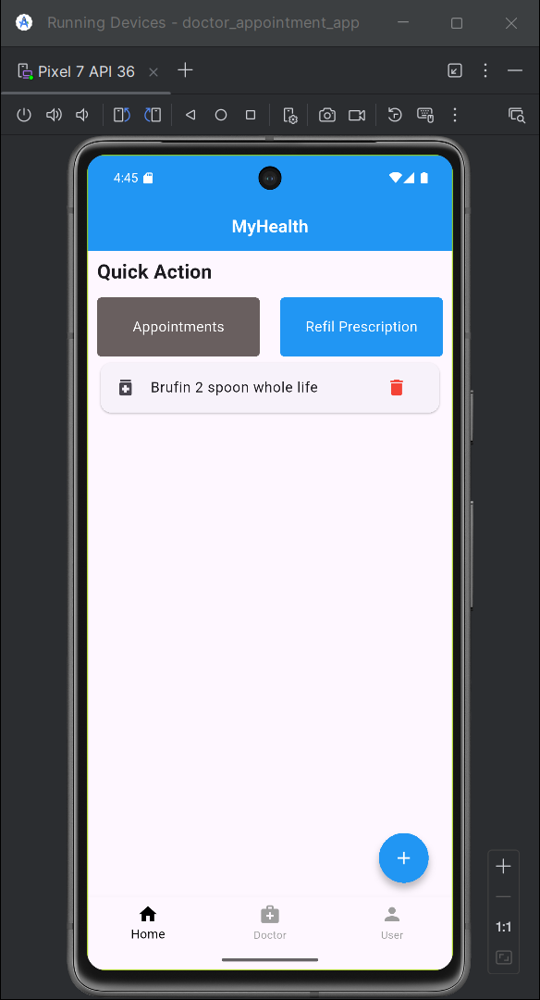 Running Devices - doctor_appointment_app
Pixel 7 API 36
4:45
MyHealth
Quick Action
Appointments
Refil Prescription
Brufin 2 spoon whole life
Home
Doctor
User
1:1